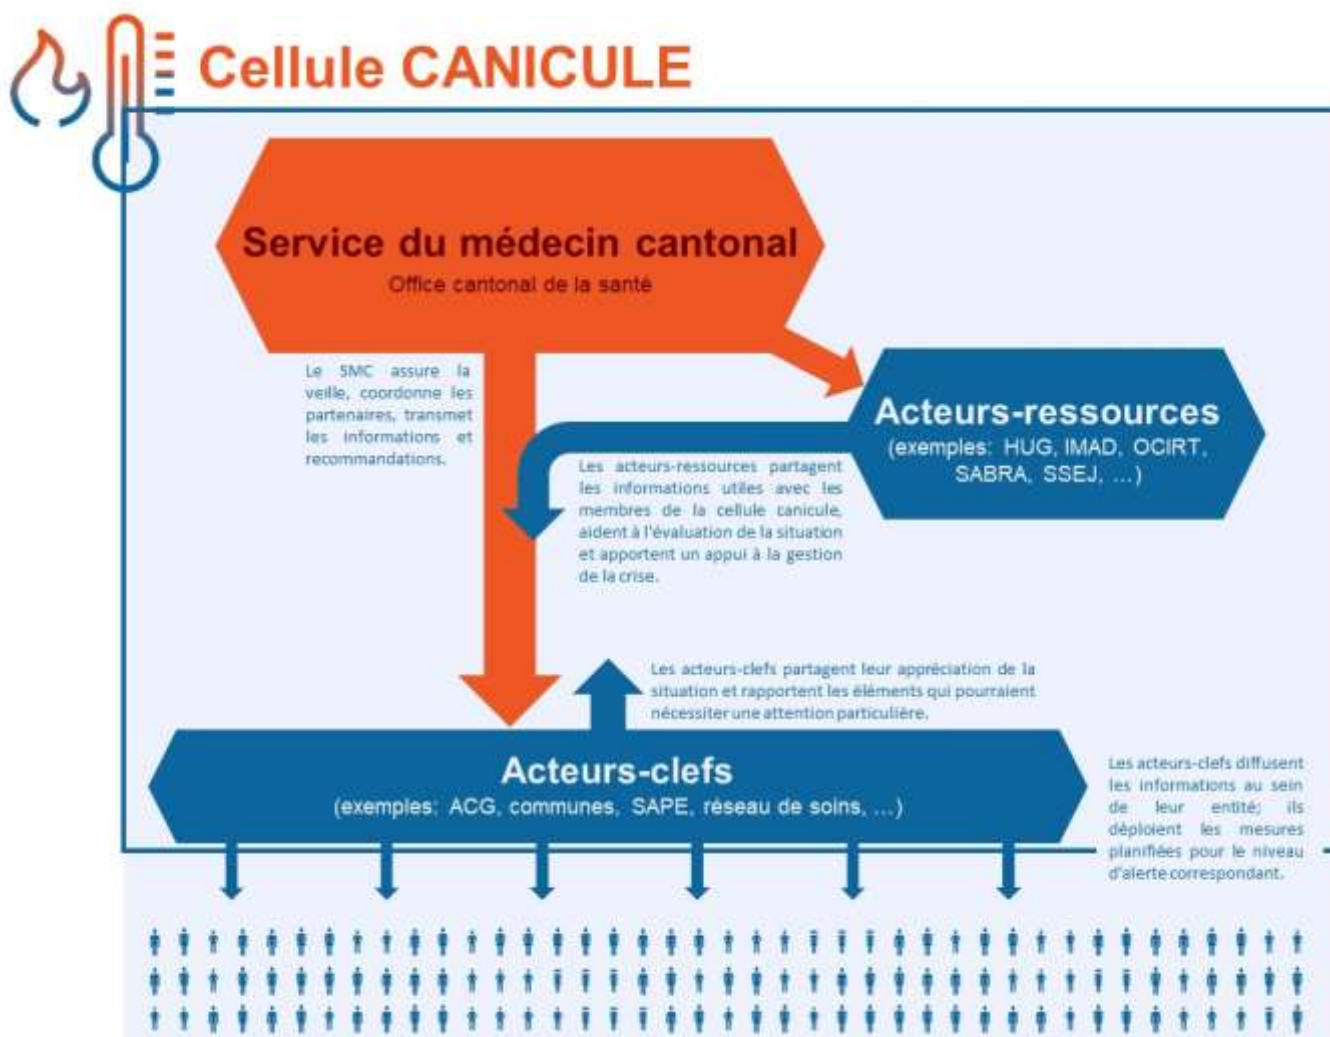 Cellule CANICULE
Service du médecin cantonal
Office cantonal de la santé
Le SMC assure la
veille, coordonne les
partenaires, transmet
les informations et
recommandations.
Acteurs-ressources
(exemples: HUG, IMAD, OCIRT,
SABRA, SSEJ, ...)
Les acteurs-ressources partagent
les informations utiles avec les
membres de la cellule canicule,
aident à l'évaluation de la situation
et apportent un appui à la gestion
de la crise.
Les acteurs-clefs partagent leur appréciation de la
situation et rapportent les éléments qui pourraient
nécessiter une attention particulière.
Acteurs-clefs
(exemples: ACG, communes, SAPE, réseau de soins, ...)
Les acteurs-clefs diffusent
les informations au sein
de leur entité; ils
déploient les mesures
planifiées pour le niveau
d'alerte correspondant.